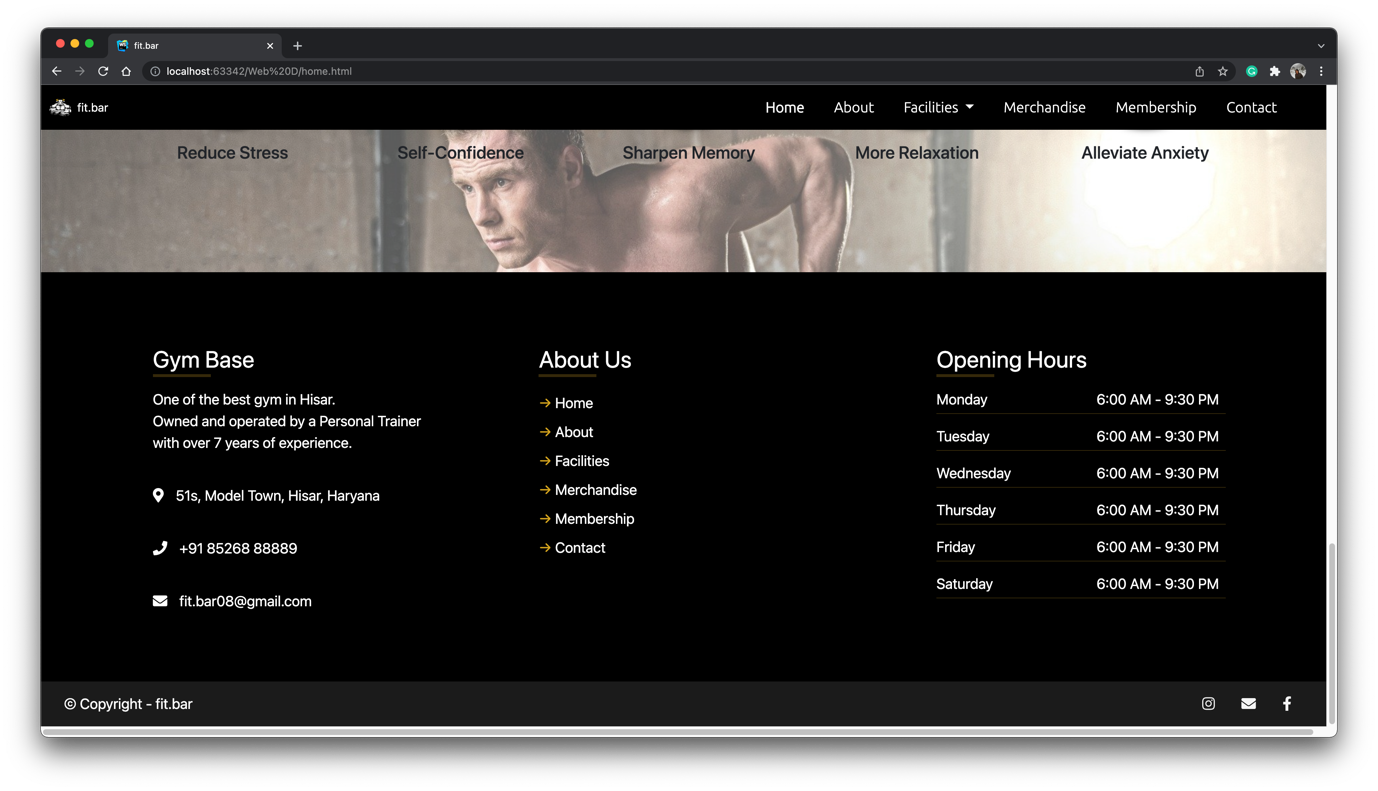 fit.bar
localhost:63342/Web%20D/home.html
fit.bar
Home About Facilities Merchandise Membership Contact
Reduce Stress Self-Confidence Sharpen Memory More Relaxation Alleviate Anxiety
Gym Base
One of the best gym in Hisar.
Owned and operated by a Personal Trainer
with over 7 years of experience.
51s, Model Town, Hisar, Haryana
+91 85268 88889
fit.bar08@gmail.com
About Us
→ Home
→ About
→ Facilities
→ Merchandise
→ Membership
→ Contact
Opening Hours
Monday 6:00 AM - 9:30 PM
Tuesday 6:00 AM - 9:30 PM
Wednesday 6:00 AM - 9:30 PM
Thursday 6:00 AM - 9:30 PM
Friday 6:00 AM - 9:30 PM
Saturday 6:00 AM - 9:30 PM
© Copyright - fit.bar